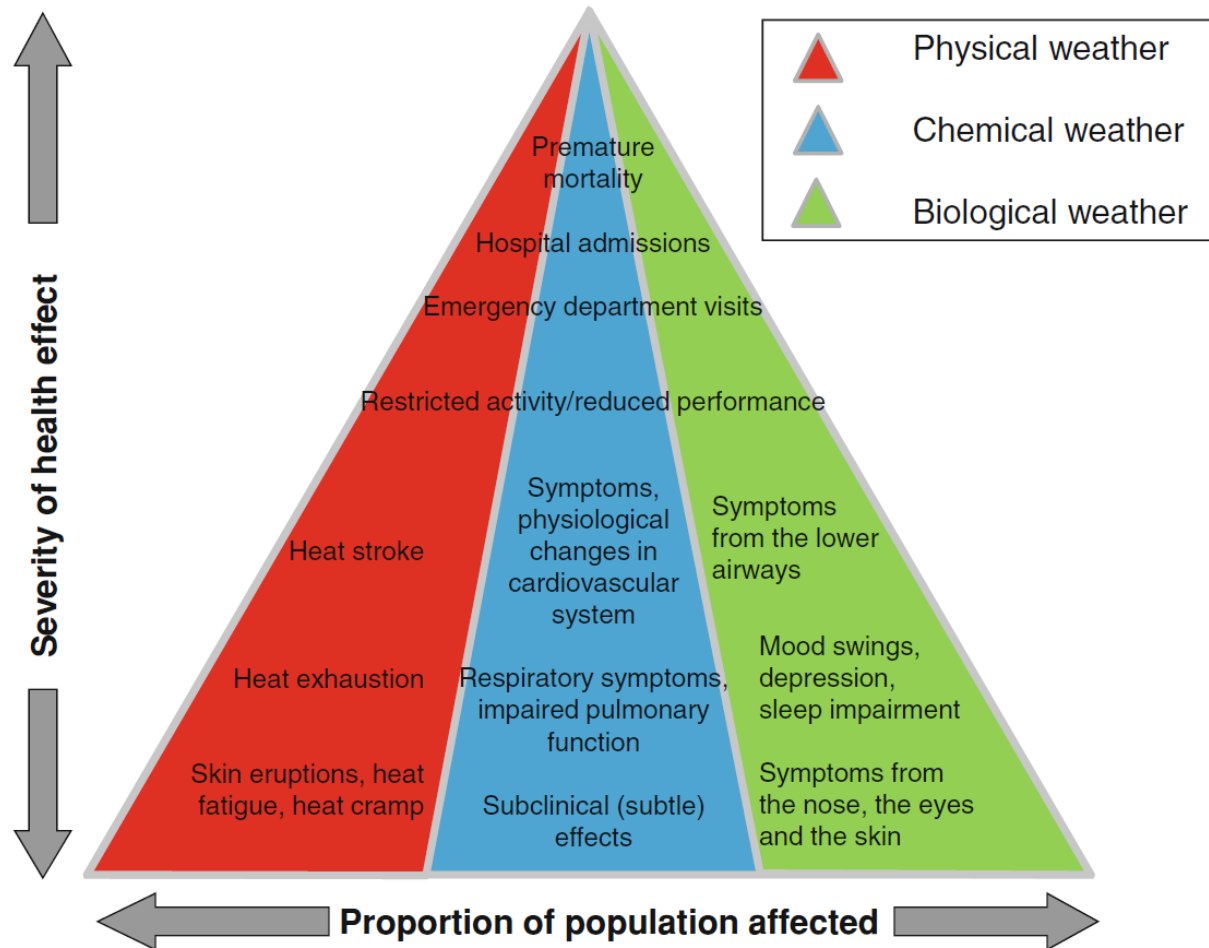 Physical weather
Chemical weather
Biological weather
Severity of health effect
Premature
mortality
Hospital admissions
Emergency department visits
Restricted activity/reduced performance
Heat stroke
Heat exhaustion
Skin eruptions, heat
fatigue, heat cramp
Symptoms,
physiological
changes in
cardiovascular
system
Respiratory symptoms,
impaired pulmonary
function
Subclinical (subtle)
effects
Symptoms
from the lower
airways
Mood swings,
depression,
sleep impairment
Symptoms from
the nose, the eyes
and the skin
Proportion of population affected